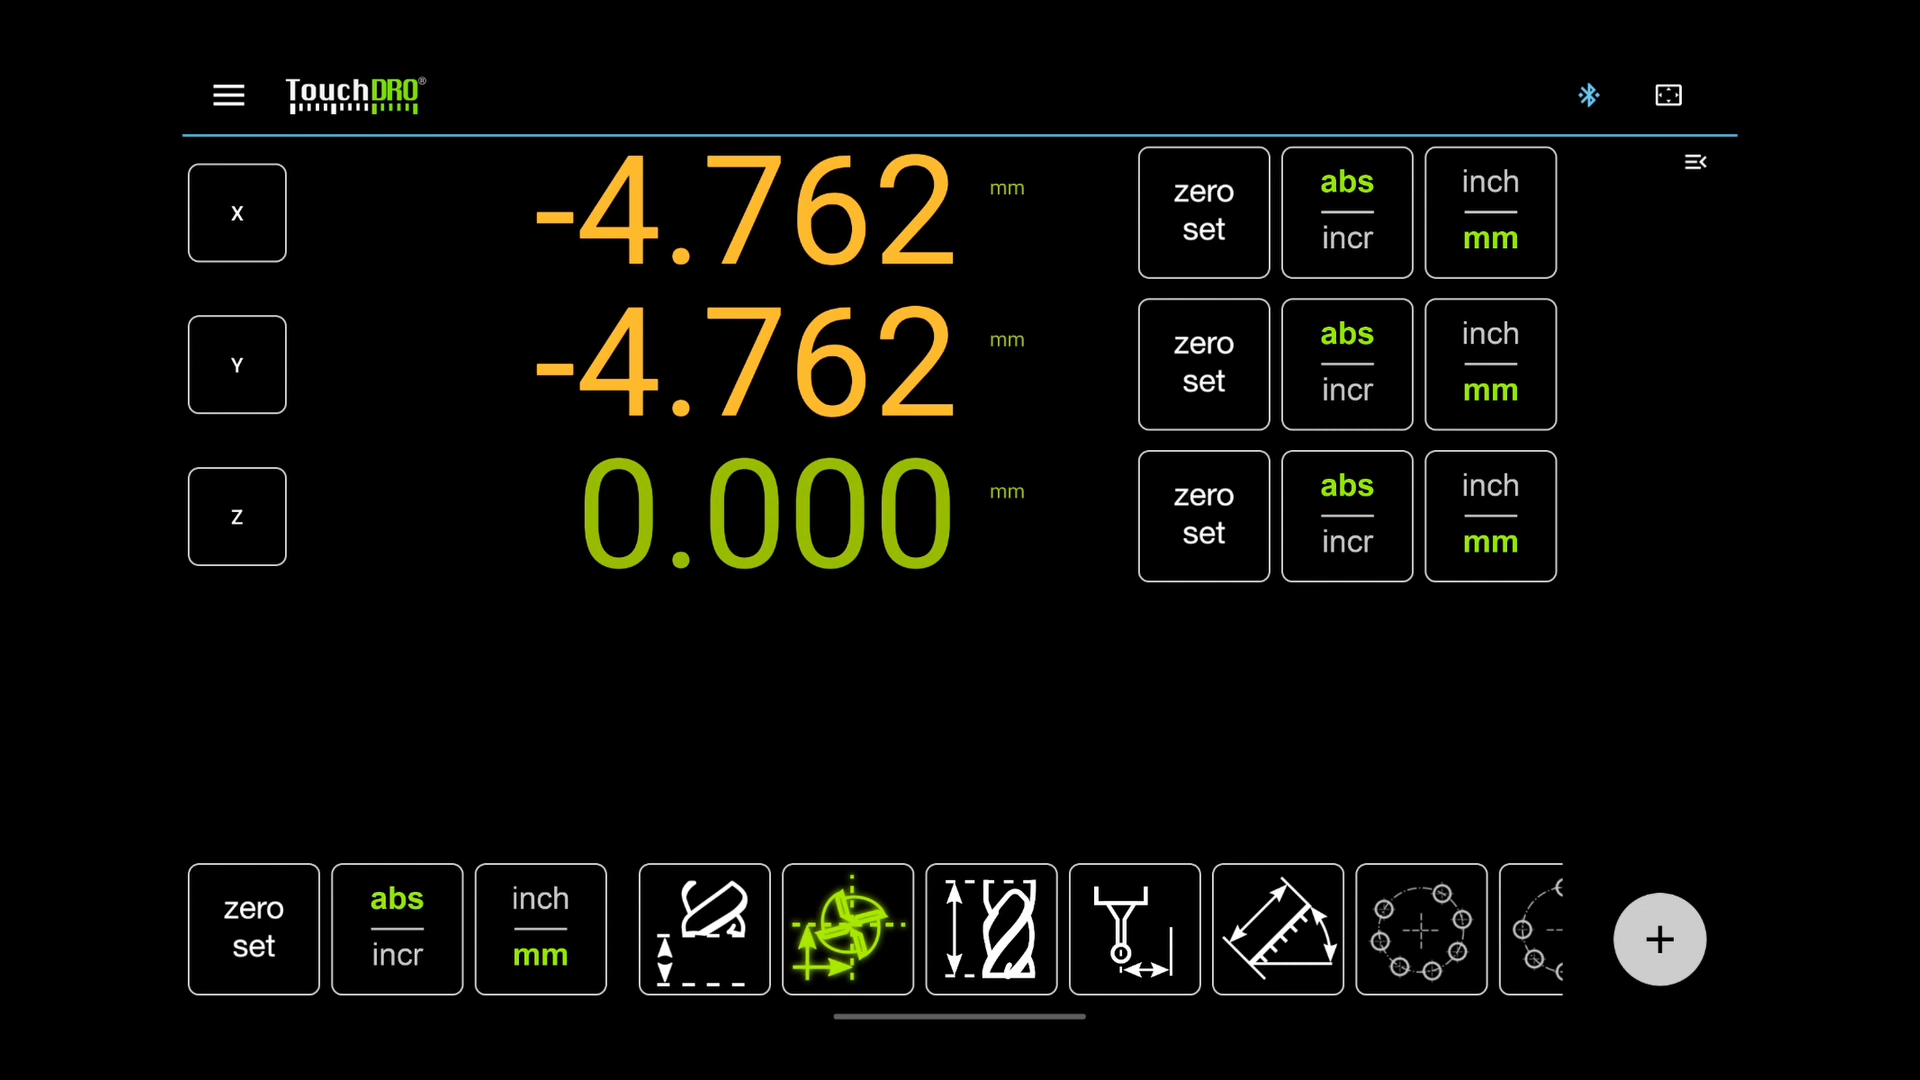 TouchDRO®
X -4.762 mm zero set abs incr inch mm
Y -4.762 mm zero set abs incr inch mm
Z 0.000 mm zero set abs incr inch mm
zero set abs incr inch mm
+